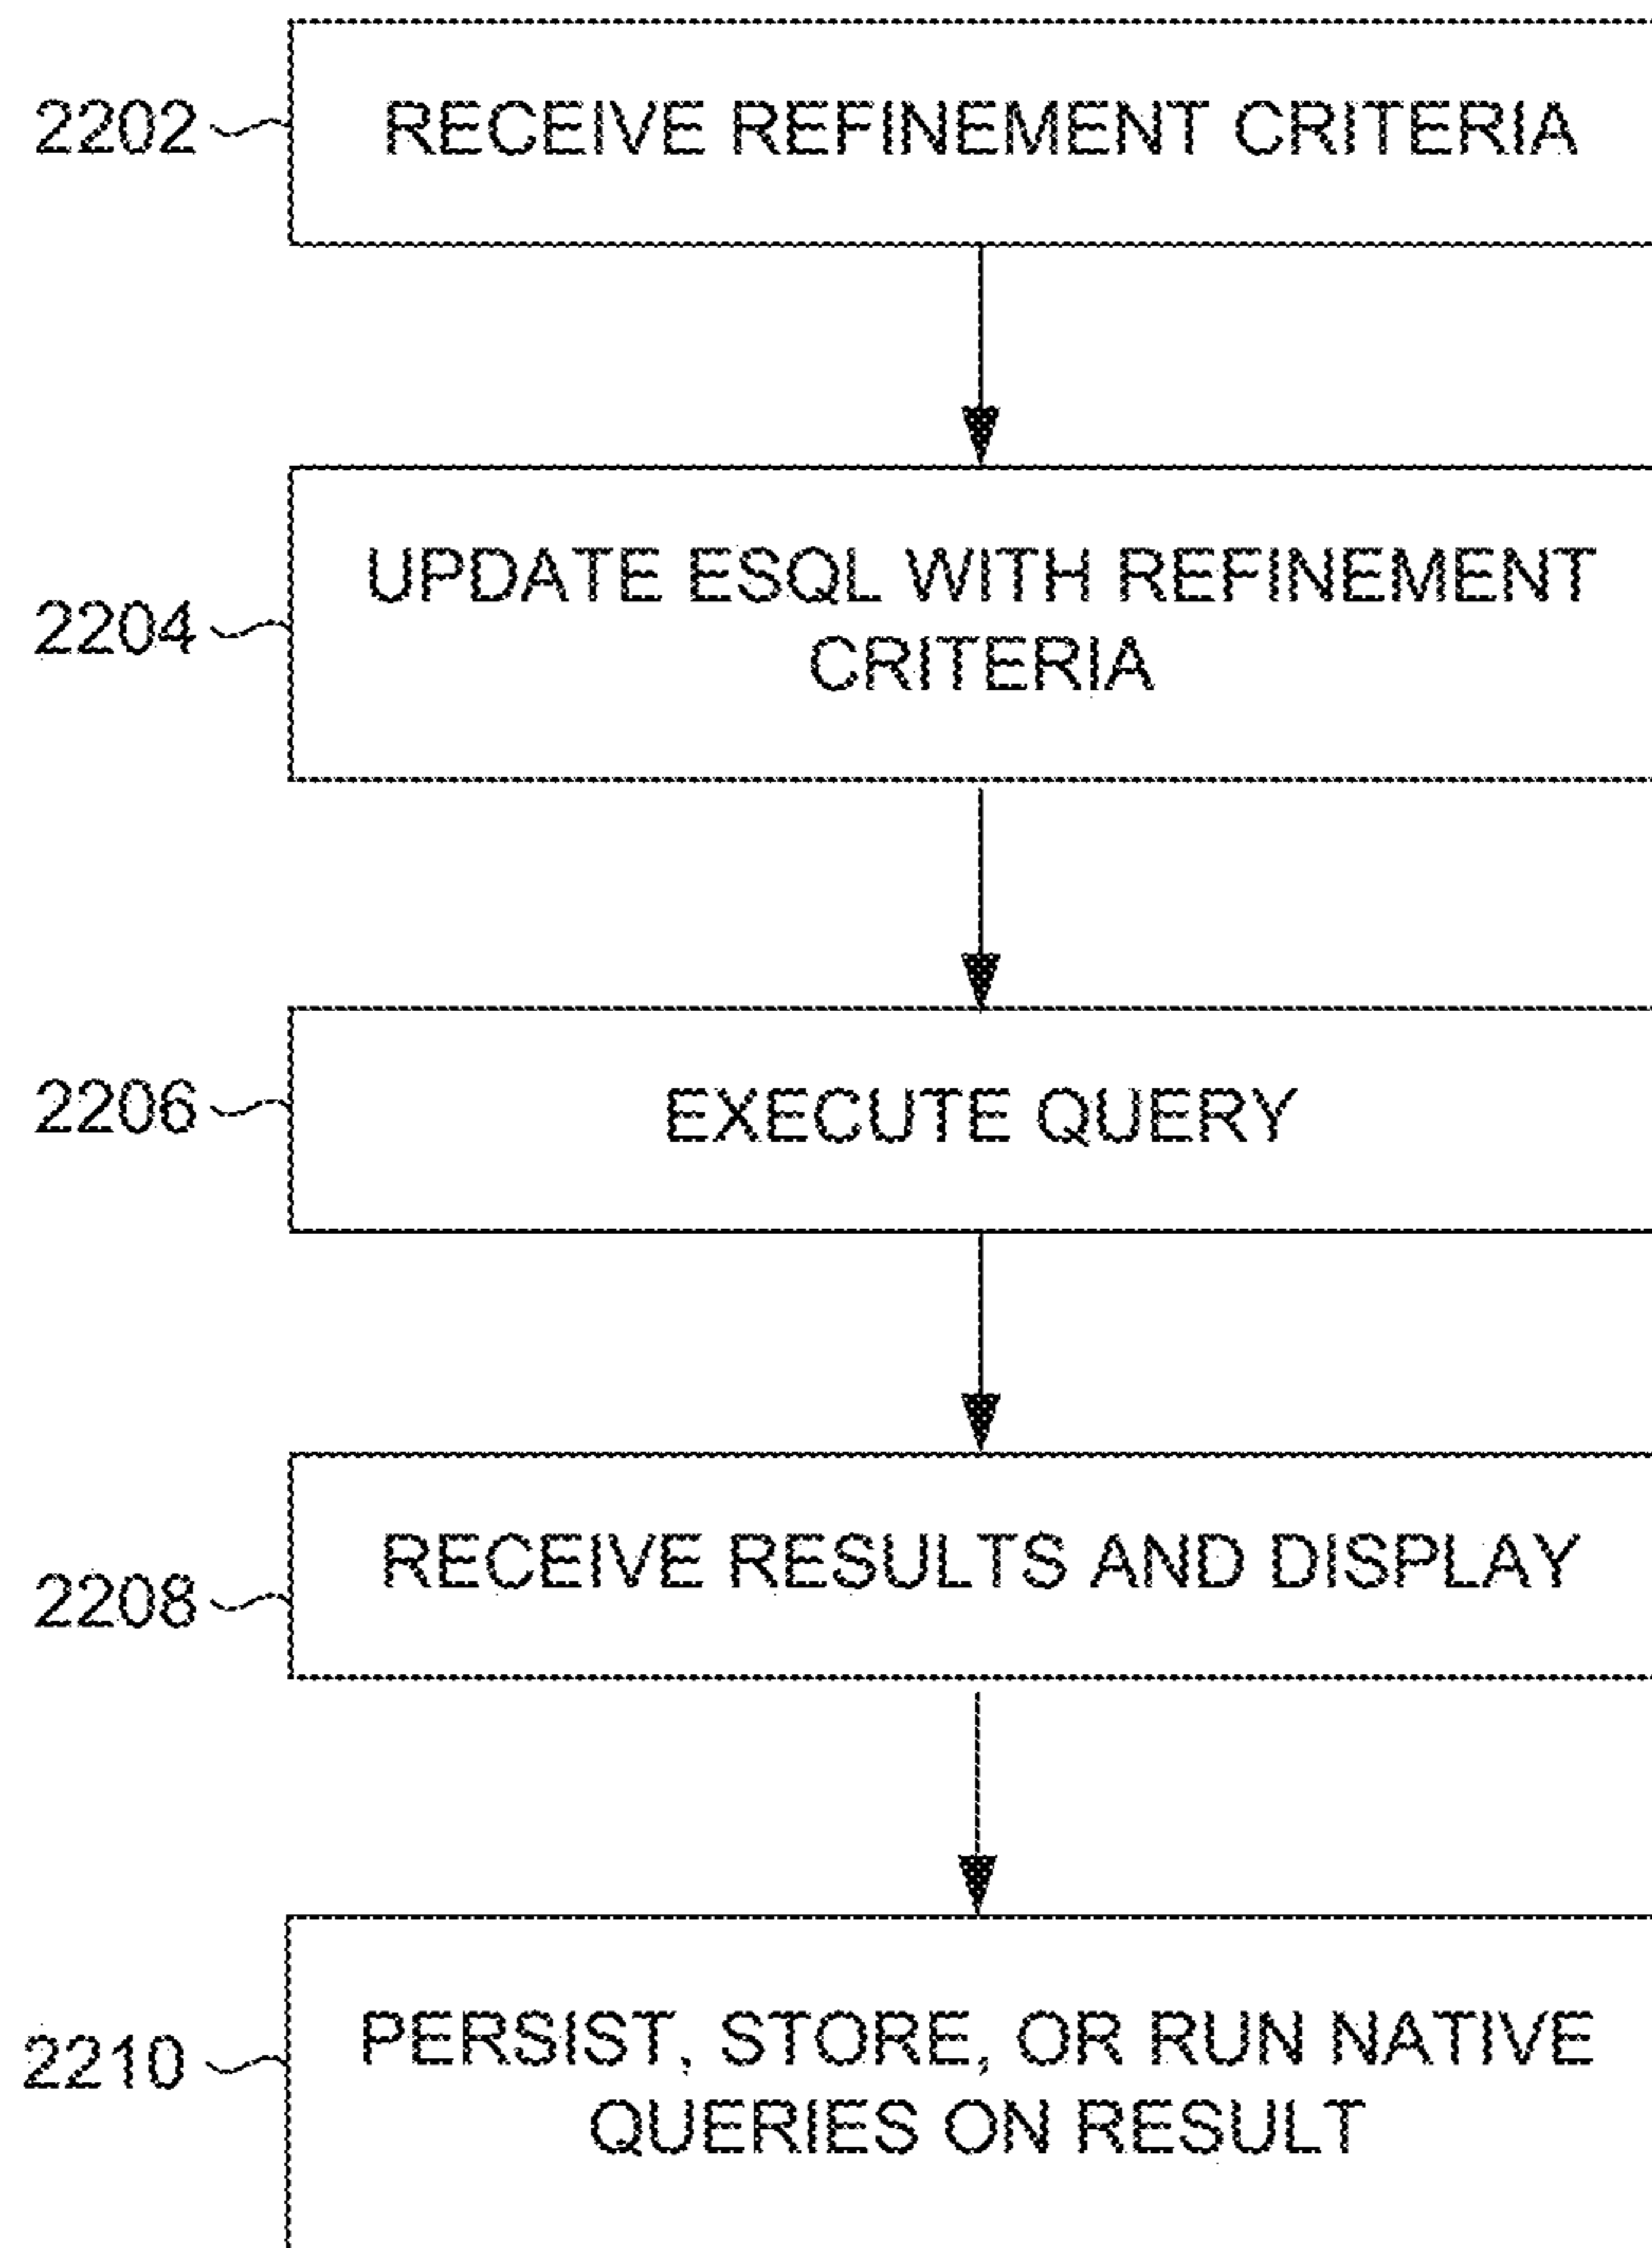 2202
RECEIVE REFINEMENT CRITERIA
2204
UPDATE ESQL WITH REFINEMENT
CRITERIA
2206
EXECUTE QUERY
2208
RECEIVE RESULTS AND DISPLAY
2210
PERSIST, STORE, OR RUN NATIVE
QUERIES ON RESULT